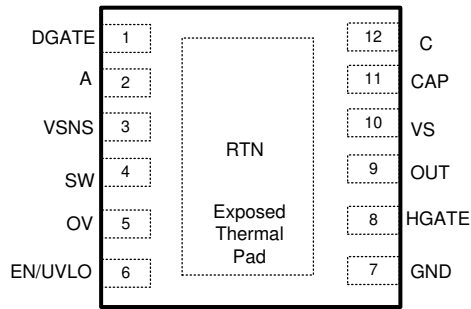 DGATE 1
A 2
VSNS 3
SW 4
OV 5
EN/UVLO 6
RTN
Exposed
Thermal
Pad
12 C
11 CAP
10 VS
9 OUT
8 HGATE
7 GND